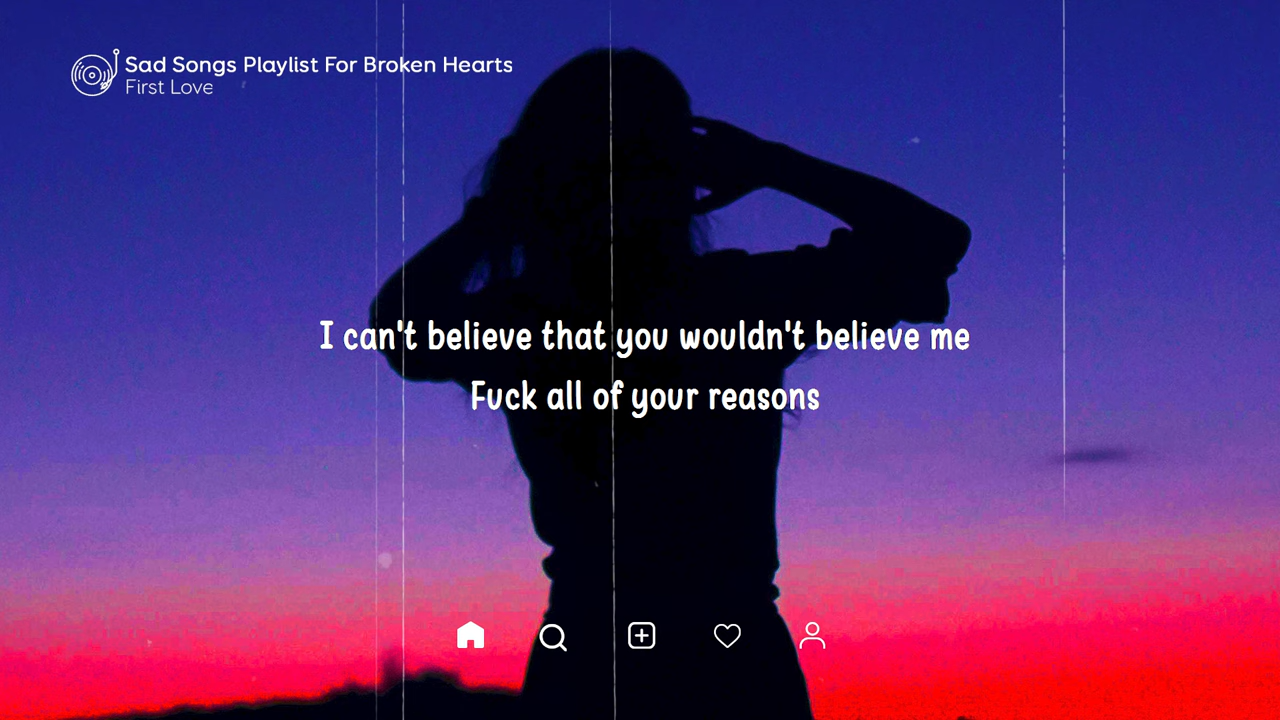 Sad Songs Playlist For Broken Hearts
First Love
I can't believe that you wouldn't believe me
Fuck all of your reasons